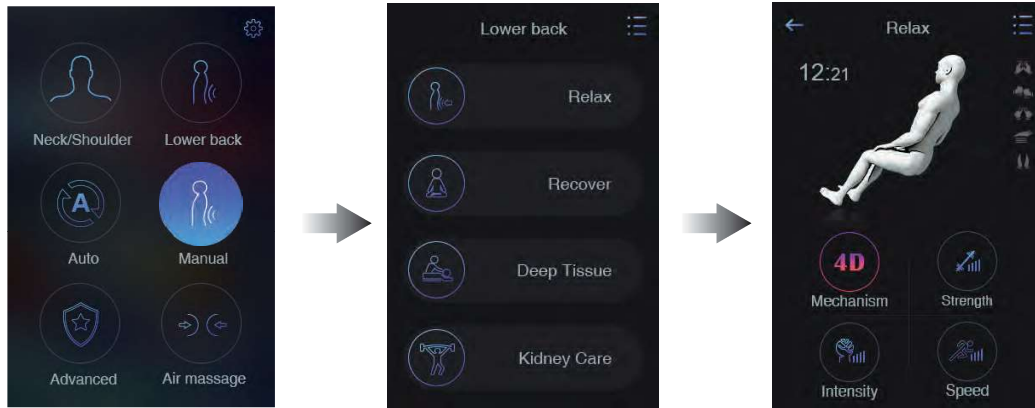 Neck/Shoulder
Lower back
A
Auto
Manual
Advanced
Air massage
Lower back
Relax
Recover
Deep Tissue
Kidney Care
Relax
12:21
4D
Mechanism
Strength
Intensity
Speed